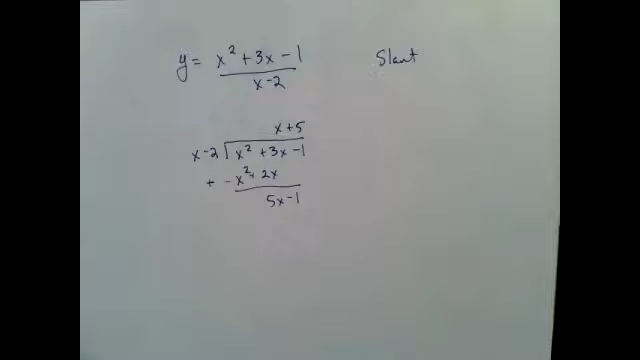 y = x² + 3x - 1 / x - 2
Slant
x + 5
x - 2 x² + 3x - 1
+ - x² + 2x
5x - 1